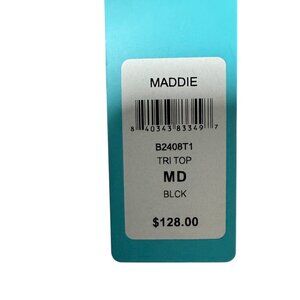 MADDIE
8 40343 83349 7
B2408T1
TRI TOP
MD
BLCK
$128.00